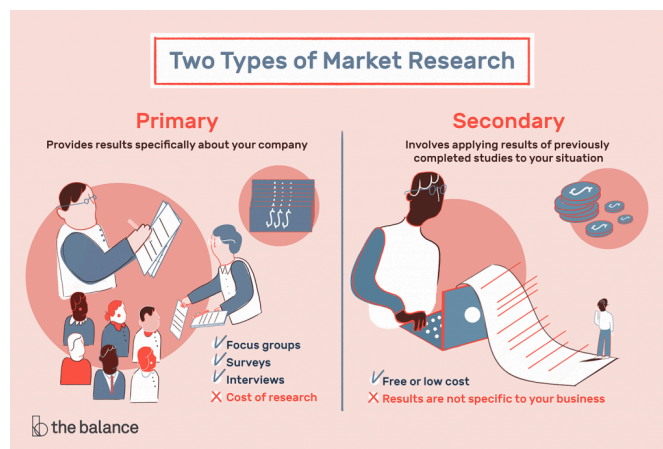 Two Types of Market Research
Primary
Provides results specifically about your company
$$$
Focus groups
Surveys
Interviews
Cost of research
Secondary
Involves applying results of previously
completed studies to your situation
Free or low cost
Results are not specific to your business
the balance